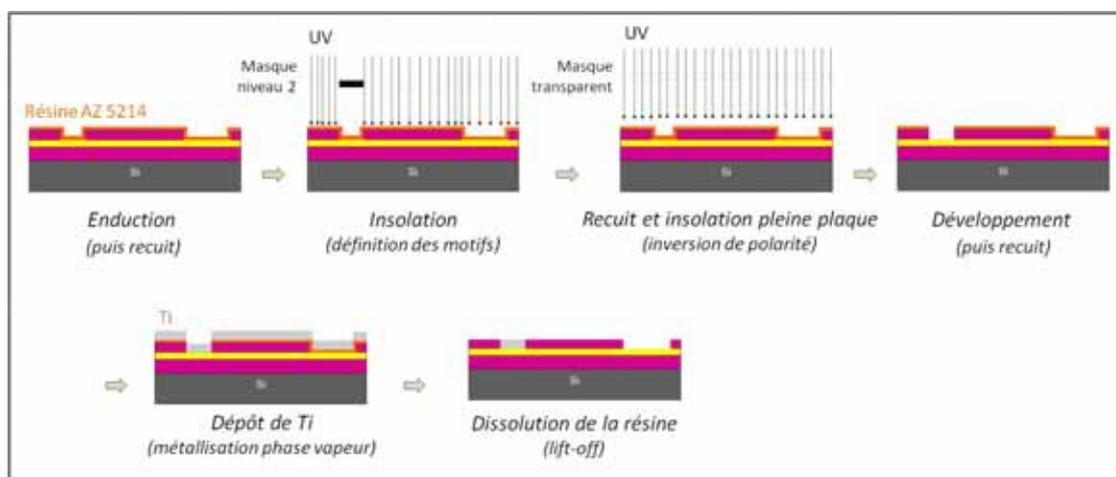 UV
Masque
niveau 2
UV
Masque
transparent
Résine AZ 5214
Si
Si
Si
Si
Enduction
(puis recuit)
Insolation
(définition des motifs)
Recuit et insolation pleine plaque
(inversion de polarité)
Développement
(puis recuit)
Ti
Si
Si
Dépôt de Ti
(métallisation phase vapeur)
Dissolution de la résine
(lift-off)